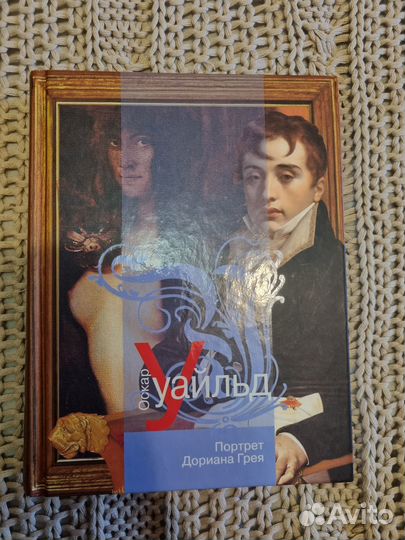 Оскар
Уайльд
Портрет
Дориана Грея
Avito